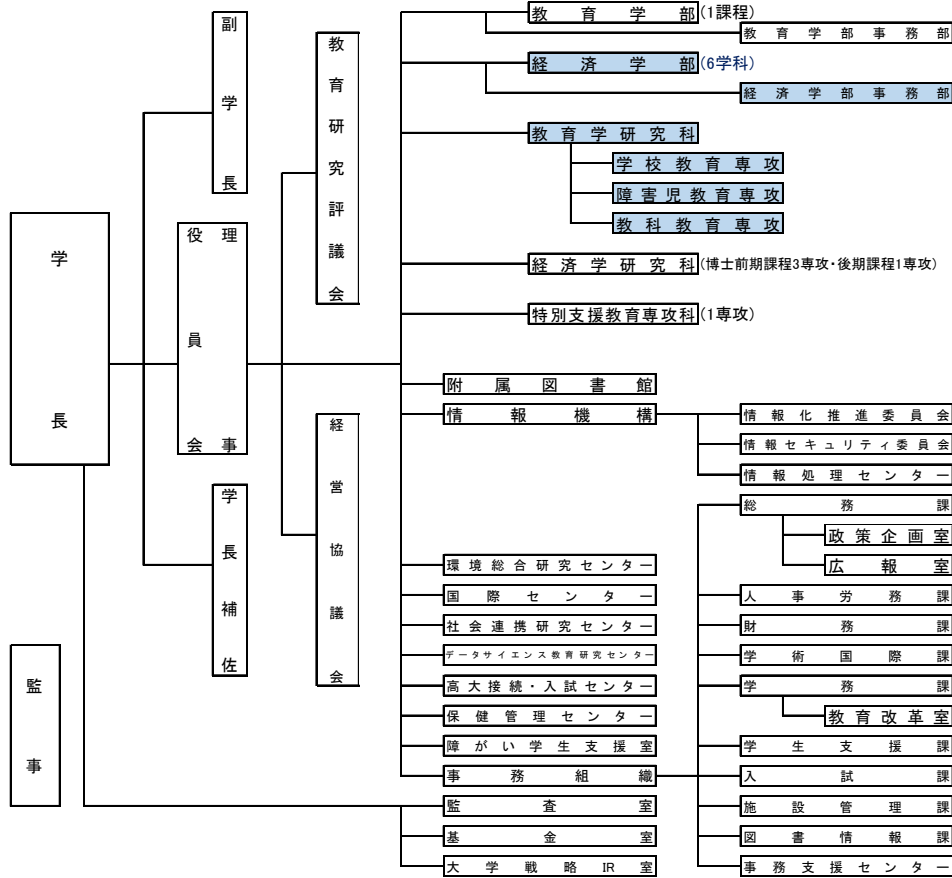 学長
監事
副学長
役員会
理事
学長補佐
教育研究評議会
経営協議会
教育学部(1課程)
教育学部事務部
経済学部(6学科)
経済学部事務部
教育学研究科
学校教育専攻
障害児教育専攻
教科教育専攻
経済学研究科(博士前期課程3専攻・後期課程1専攻)
特別支援教育専攻科(1専攻)
附属図書館
情報機構
情報化推進委員会
情報セキュリティ委員会
情報処理センター
環境総合研究センター
国際センター
社会連携研究センター
データサイエンス教育研究センター
高大接続・入試センター
保健管理センター
障がい学生支援室
事務組織
総務課
政策企画室
広報室
人事労務課
財務課
学術国際課
学務課
教育改革室
学生支援課
入試課
施設管理課
図書情報課
事務支援センター
監査室
基金室
大学戦略IR室